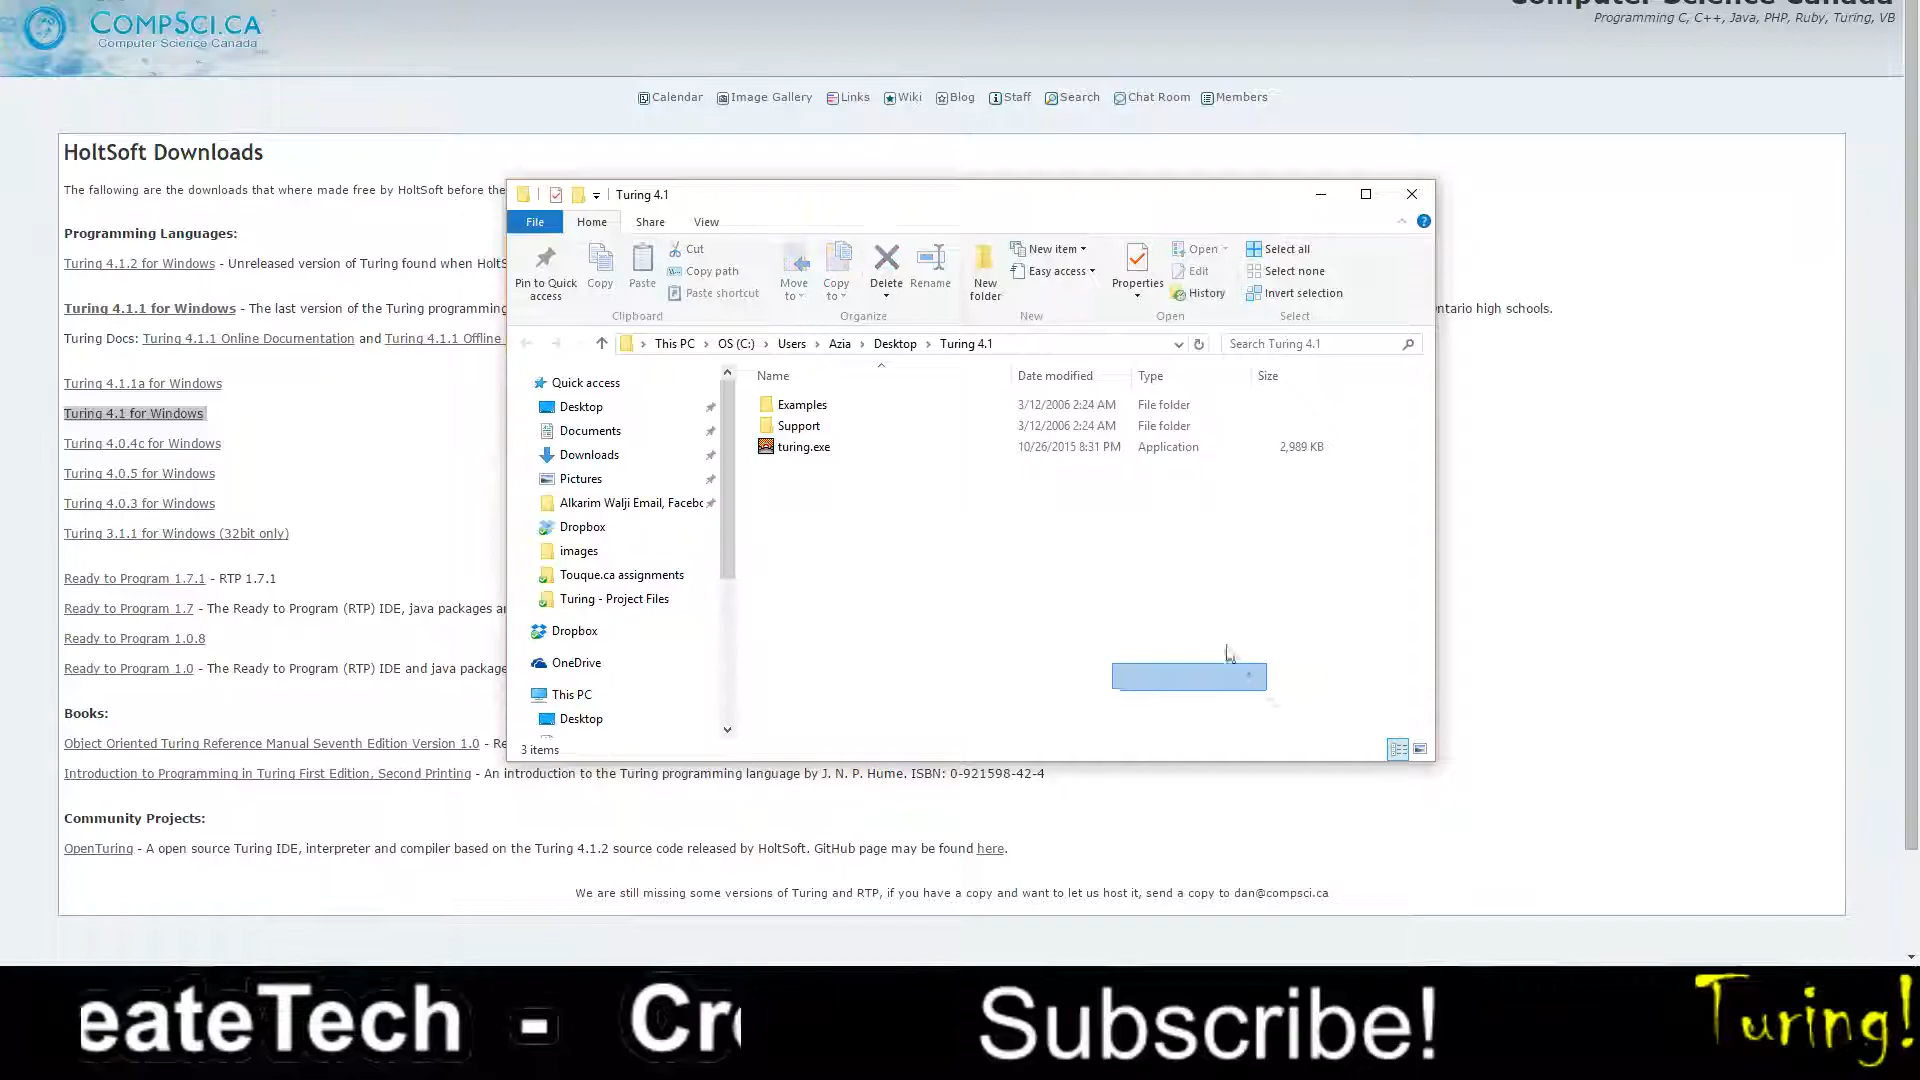 CompSci.ca
Computer Science Canada
Computer Science Canada
Programming C, C++, Java, PHP, Ruby, Turing, VB
Calendar Image Gallery Links Wiki Blog Staff Search Chat Room Members
HoltSoft Downloads
The fallowing are the downloads that where made free by HoltSoft before the
Programming Languages:
Turing 4.1.2 for Windows - Unreleased version of Turing found when HoltS
Turing 4.1.1 for Windows - The last version of the Turing programming
ntario high schools.
Turing Docs: Turing 4.1.1 Online Documentation and Turing 4.1.1 Offline
Turing 4.1.1a for Windows
Turing 4.1 for Windows
Turing 4.0.4c for Windows
Turing 4.0.5 for Windows
Turing 4.0.3 for Windows
Turing 3.1.1 for Windows (32bit only)
Ready to Program 1.7.1 - RTP 1.7.1
Ready to Program 1.7 - The Ready to Program (RTP) IDE, java packages an
Ready to Program 1.0.8
Ready to Program 1.0 - The Ready to Program (RTP) IDE and java package
Books:
Object Oriented Turing Reference Manual Seventh Edition Version 1.0 - Re
Introduction to Programming in Turing First Edition, Second Printing - An introduction to the Turing programming language by J. N. P. Hume. ISBN: 0-921598-42-4
Community Projects:
OpenTuring - A open source Turing IDE, interpreter and compiler based on the Turing 4.1.2 source code released by HoltSoft. GitHub page may be found here.
We are still missing some versions of Turing and RTP, if you have a copy and want to let us host it, send a copy to dan@compsci.ca
Turing 4.1
File Home Share View
Pin to Quick access
Copy
Paste
Cut
Copy path
Paste shortcut
Clipboard
Move to
Copy to
Delete
Rename
Organize
New folder
New item
Easy access
New
Properties
Open
Edit
History
Open
Select all
Select none
Invert selection
Select
This PC > OS (C:) > Users > Azia > Desktop > Turing 4.1
Search Turing 4.1
Quick access
Desktop
Documents
Downloads
Pictures
Alkarim Walji Email, Facebo
Dropbox
images
Touque.ca assignments
Turing - Project Files
Dropbox
OneDrive
This PC
Desktop
Name Date modified Type Size
Examples 3/12/2006 2:24 AM File folder
Support 3/12/2006 2:24 AM File folder
turing.exe 10/26/2015 8:31 PM Application 2,989 KB
3 items
eateTech - Cre
Subscribe!
Turing!